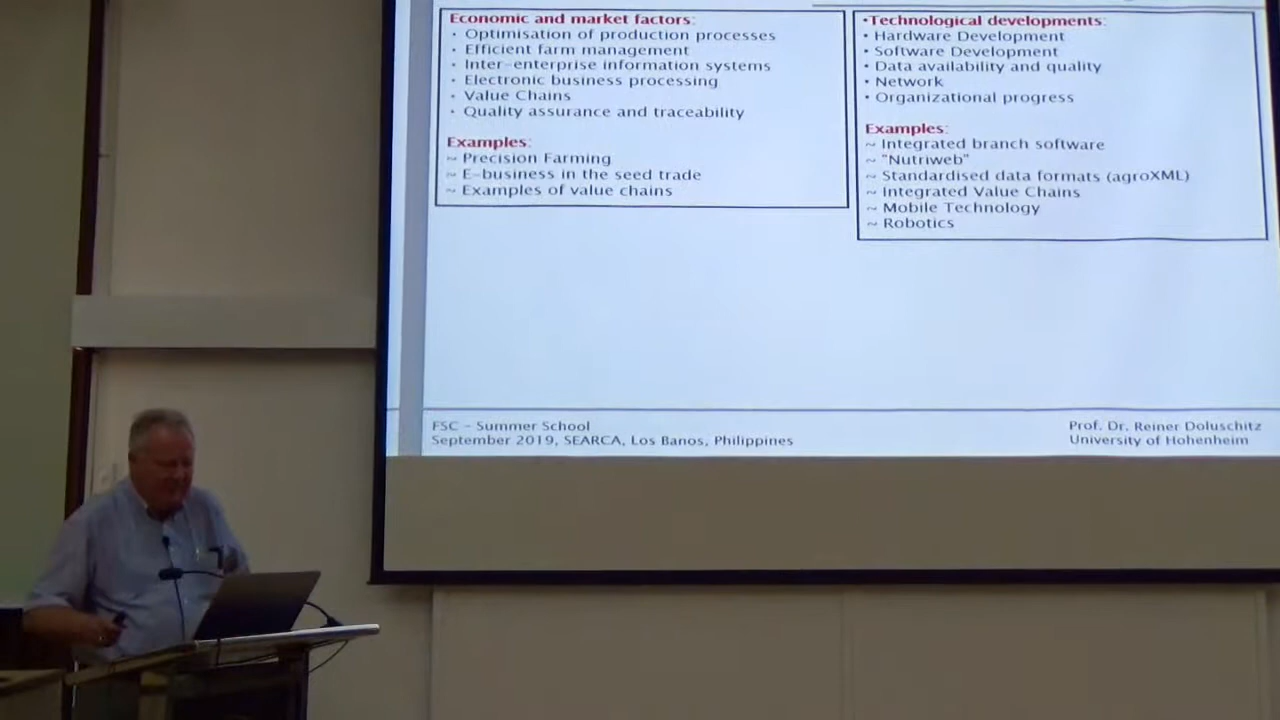 Economic and market factors:
• Optimisation of production processes
• Efficient farm management
• Inter-enterprise information systems
• Electronic business processing
• Value Chains
• Quality assurance and traceability
Examples:
~ Precision Farming
~ E-business in the seed trade
~ Examples of value chains
•Technological developments:
• Hardware Development
• Software Development
• Data availability and quality
• Network
• Organizational progress
Examples:
~ Integrated branch software
~ "Nutriweb"
~ Standardised data formats (agroXML)
~ Integrated Value Chains
~ Mobile Technology
~ Robotics
FSC - Summer School
September 2019, SEARCA, Los Banos, Philippines
Prof. Dr. Reiner Doluschitz
University of Hohenheim